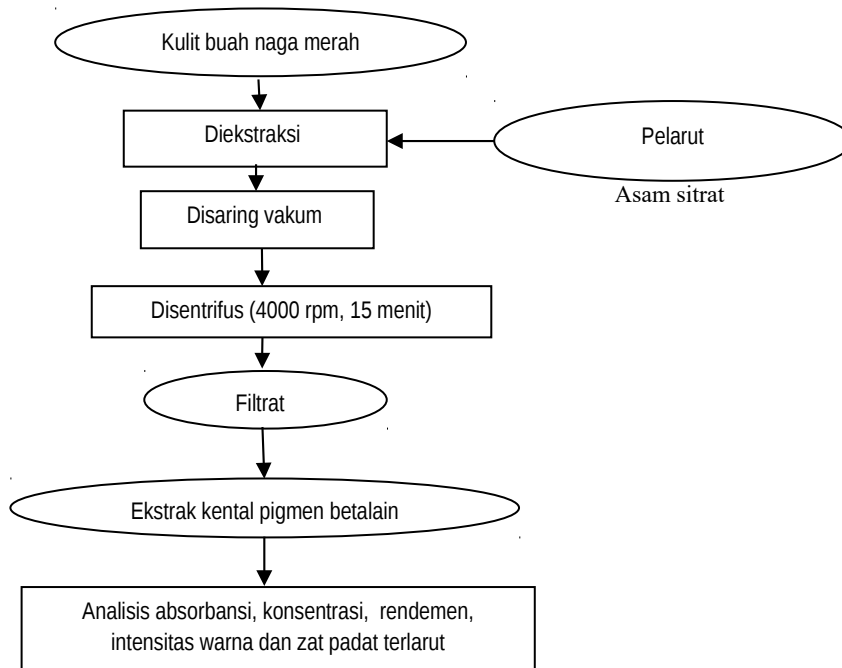 Kulit buah naga merah
Diekstraksi
Pelarut
Asam sitrat
Disaring vakum
Disentrifus (4000 rpm, 15 menit)
Filtrat
Ekstrak kental pigmen betalain
Analisis absorbansi, konsentrasi, rendemen,
intensitas warna dan zat padat terlarut